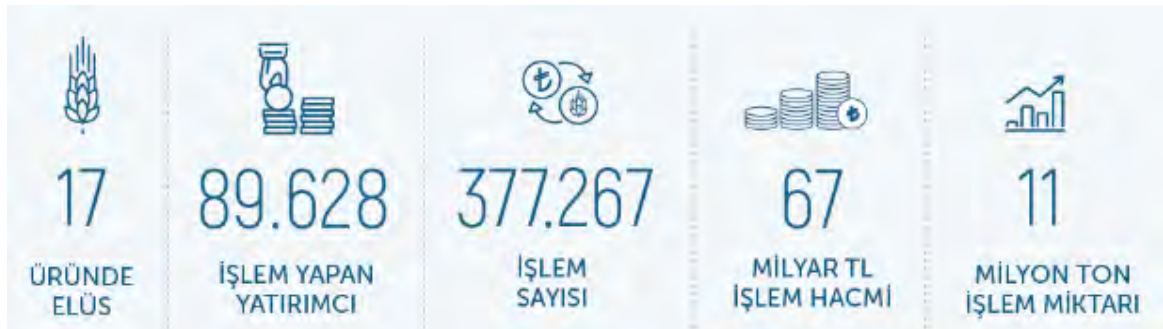 17
ÜRÜNDE
ELÜS
89.628
İŞLEM YAPAN
YATIRIMCI
377.267
İŞLEM
SAYISI
67
MİLYAR TL
İŞLEM HACMİ
11
MİLYON TON
İŞLEM MİKTARI